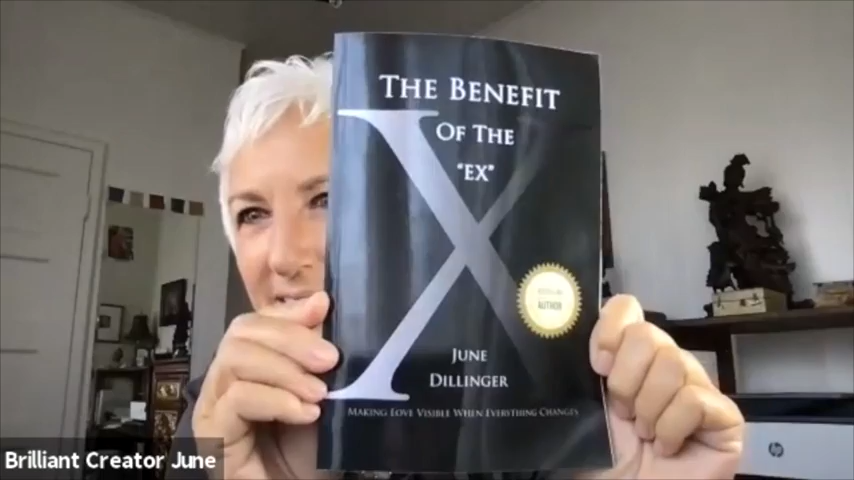 THE BENEFIT
OF THE
"EX"
X
AUTHOR
JUNE
DILLINGER
MAKING LOVE VISIBLE WHEN EVERYTHING CHANGES
hp
Brilliant Creator June